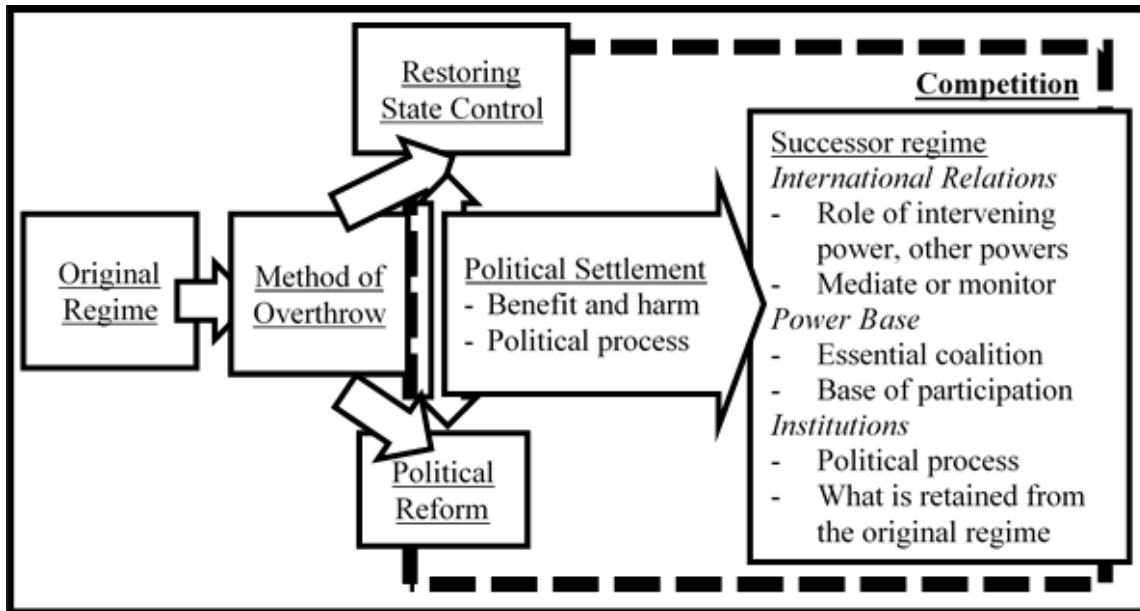 Original
Regime
Method of
Overthrow
Restoring
State Control
Political
Reform
Political Settlement
- Benefit and harm
- Political process
Competition
Successor regime
International Relations
- Role of intervening
power, other powers
- Mediate or monitor
Power Base
- Essential coalition
- Base of participation
Institutions
- Political process
- What is retained from
the original regime